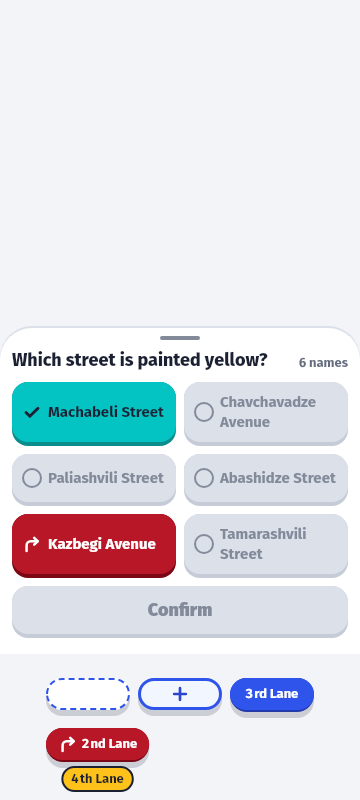 Which street is painted yellow?
6 names
Machabeli Street
Chavchavadze
Avenue
Paliashvili Street
Abashidze Street
Kazbegi Avenue
Tamarashvili
Street
Confirm
3rd Lane
2nd Lane
4th Lane